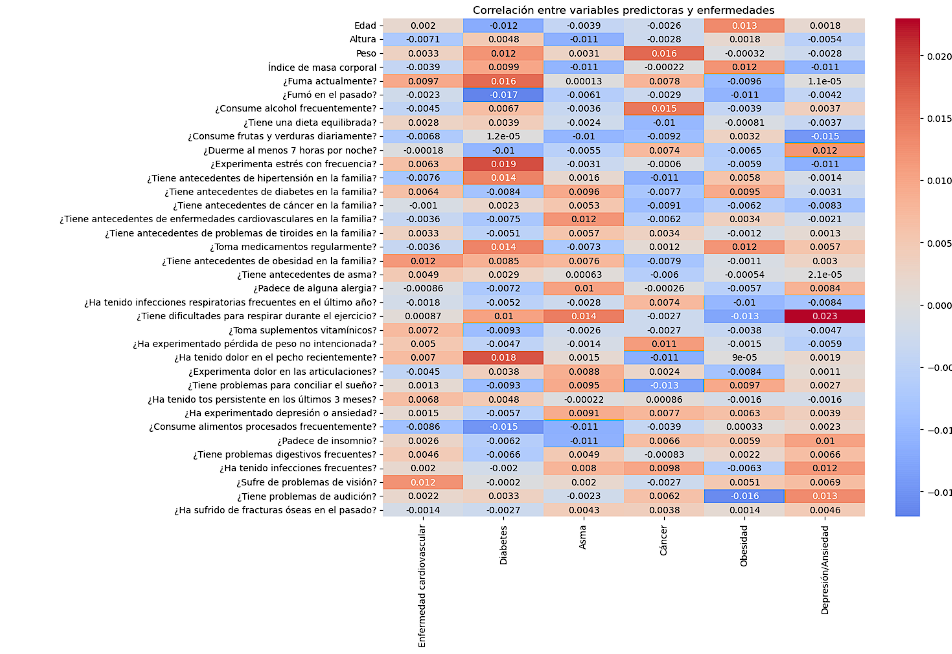 Correlación entre variables predictoras y enfermedades
Edad 0.002 -0.012 -0.0039 -0.0026 0.013 0.0018
Altura -0.0071 0.0048 -0.011 -0.0028 0.0018 -0.0054
Peso 0.0033 0.012 0.0031 0.016 -0.00032 -0.0028
Índice de masa corporal -0.0039 0.0099 -0.011 -0.00022 0.012 -0.011
¿Fuma actualmente? 0.0097 0.016 0.00013 0.0078 -0.0096 1.1e-05
¿Fumó en el pasado? -0.0023 -0.017 -0.0061 -0.0029 -0.011 -0.0042
¿Consume alcohol frecuentemente? -0.0045 0.0067 -0.0036 0.015 -0.0039 0.0037
¿Tiene una dieta equilibrada? 0.0028 0.0039 -0.0024 -0.01 -0.00081 -0.0037
¿Consume frutas y verduras diariamente? -0.0068 1.2e-05 -0.01 -0.0092 0.0032 -0.015
¿Duerme al menos 7 horas por noche? -0.00018 -0.01 -0.0055 0.0074 -0.0065 0.012
¿Experimenta estrés con frecuencia? 0.0063 0.019 -0.0031 -0.0006 -0.0059 -0.011
¿Tiene antecedentes de hipertensión en la familia? -0.0076 0.014 0.0016 -0.011 0.0058 -0.0014
¿Tiene antecedentes de diabetes en la familia? 0.0064 -0.0084 0.0096 -0.0077 0.0095 -0.0031
¿Tiene antecedentes de cáncer en la familia? -0.001 0.0023 0.0053 -0.0091 -0.0062 -0.0083
¿Tiene antecedentes de enfermedades cardiovasculares en la familia? -0.0036 -0.0075 0.012 -0.0062 0.0034 -0.0021
¿Tiene antecedentes de problemas de tiroides en la familia? 0.0033 -0.0051 0.0057 0.0034 -0.0012 0.0013
¿Toma medicamentos regularmente? -0.0036 0.014 -0.0073 0.0012 0.012 0.0057
¿Tiene antecedentes de obesidad en la familia? 0.012 0.0085 0.0076 -0.0079 -0.0011 0.003
¿Tiene antecedentes de asma? 0.0049 0.0029 0.00063 -0.006 -0.00054 2.1e-05
¿Padece de alguna alergia? -0.00086 -0.0072 0.01 -0.00026 -0.0057 0.0084
¿Ha tenido infecciones respiratorias frecuentes en el último año? -0.0018 -0.0052 -0.0028 0.0074 -0.01 -0.0084
¿Tiene dificultades para respirar durante el ejercicio? 0.00087 0.01 0.014 -0.0027 -0.013 0.023
¿Toma suplementos vitamínicos? 0.0072 -0.0093 -0.0026 -0.0027 -0.0038 -0.0047
¿Ha experimentado pérdida de peso no intencionada? 0.005 -0.0047 -0.0014 0.011 -0.0015 -0.0059
¿Ha tenido dolor en el pecho recientemente? 0.007 0.018 0.0015 -0.011 9e-05 0.0019
¿Experimenta dolor en las articulaciones? -0.0045 0.0038 0.0088 0.0024 -0.0084 0.0011
¿Tiene problemas para conciliar el sueño? 0.0013 -0.0093 0.0095 -0.013 0.0097 0.0027
¿Ha tenido tos persistente en los últimos 3 meses? 0.0068 0.0048 -0.00022 0.00086 -0.0016 -0.0016
¿Ha experimentado depresión o ansiedad? 0.0015 -0.0057 0.0091 0.0077 0.0063 0.0039
¿Consume alimentos procesados frecuentemente? -0.0086 -0.015 -0.011 -0.0039 0.00033 0.0023
¿Padece de insomnio? 0.0026 -0.0062 -0.011 0.0066 0.0059 0.01
¿Tiene problemas digestivos frecuentes? 0.0046 -0.0066 0.0049 -0.00083 0.0022 0.0066
¿Ha tenido infecciones frecuentes? 0.002 -0.002 0.008 0.0098 -0.0063 0.012
¿Sufre de problemas de visión? 0.012 -0.0002 0.002 -0.0027 0.0051 0.0069
¿Tiene problemas de audición? 0.0022 0.0033 -0.0023 0.0062 -0.016 0.013
¿Ha sufrido de fracturas óseas en el pasado? -0.0014 -0.0027 0.0043 0.0038 0.0014 0.0046
Enfermedad cardiovascular
Diabetes
Asma
Cáncer
Obesidad
Depresión/Ansiedad
0.020
0.015
0.010
0.005
0.000